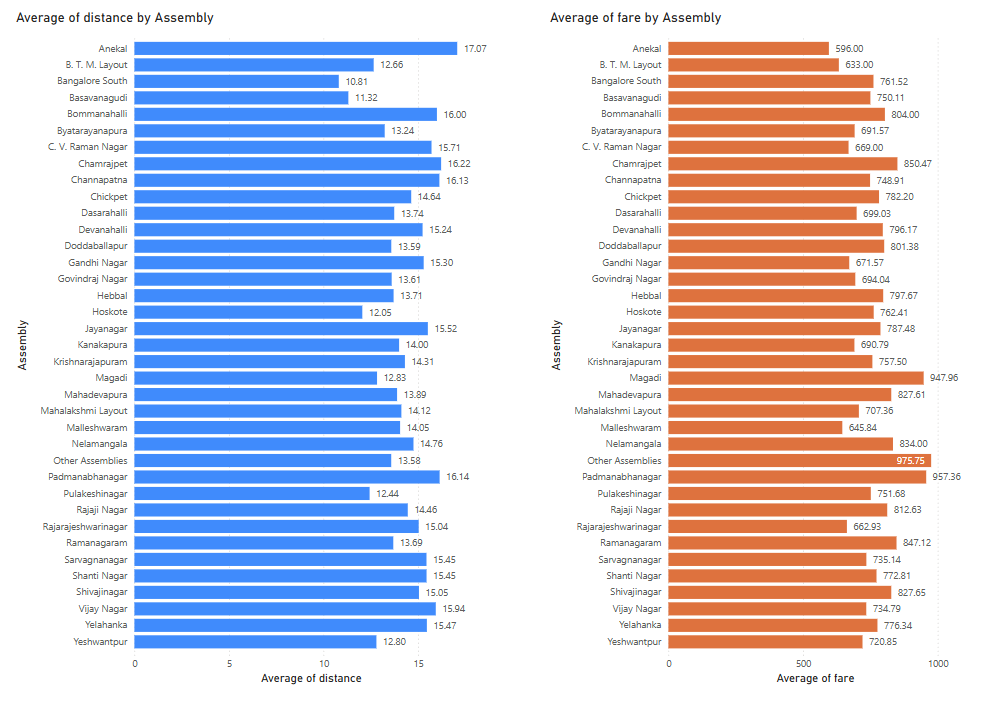 Average of distance by Assembly
Anekal 17.07
B. T. M. Layout 12.66
Bangalore South 10.81
Basavanagudi 11.32
Bommanahalli 16.00
Byatarayanapura 13.24
C. V. Raman Nagar 15.71
Chamrajpet 16.22
Channapatna 16.13
Chickpet 14.64
Dasarahalli 13.74
Devanahalli 15.24
Doddaballapur 13.59
Gandhi Nagar 15.30
Govindraj Nagar 13.61
Hebbal 13.71
Hoskote 12.05
Jayanagar 15.52
Kanakapura 14.00
Krishnarajapuram 14.31
Magadi 12.83
Mahadevapura 13.89
Mahalakshmi Layout 14.12
Malleshwaram 14.05
Nelamangala 14.76
Other Assemblies 13.58
Padmanabhanagar 16.14
Pulakeshinagar 12.44
Rajaji Nagar 14.46
Rajarajeshwarinagar 15.04
Ramanagaram 13.69
Sarvagnanagar 15.45
Shanti Nagar 15.45
Shivajinagar 15.05
Vijay Nagar 15.94
Yelahanka 15.47
Yeshwantpur 12.80
Assembly
0 5 10 15
Average of distance
Average of fare by Assembly
Anekal 596.00
B. T. M. Layout 633.00
Bangalore South 761.52
Basavanagudi 750.11
Bommanahalli 804.00
Byatarayanapura 691.57
C. V. Raman Nagar 669.00
Chamrajpet 850.47
Channapatna 748.91
Chickpet 782.20
Dasarahalli 699.03
Devanahalli 796.17
Doddaballapur 801.38
Gandhi Nagar 671.57
Govindraj Nagar 694.04
Hebbal 797.67
Hoskote 762.41
Jayanagar 787.48
Kanakapura 690.79
Krishnarajapuram 757.50
Magadi 947.96
Mahadevapura 827.61
Mahalakshmi Layout 707.36
Malleshwaram 645.84
Nelamangala 834.00
Other Assemblies 975.75
Padmanabhanagar 957.36
Pulakeshinagar 751.68
Rajaji Nagar 812.63
Rajarajeshwarinagar 662.93
Ramanagaram 847.12
Sarvagnanagar 735.14
Shanti Nagar 772.81
Shivajinagar 827.65
Vijay Nagar 734.79
Yelahanka 776.34
Yeshwantpur 720.85
Assembly
0 500 1000
Average of fare